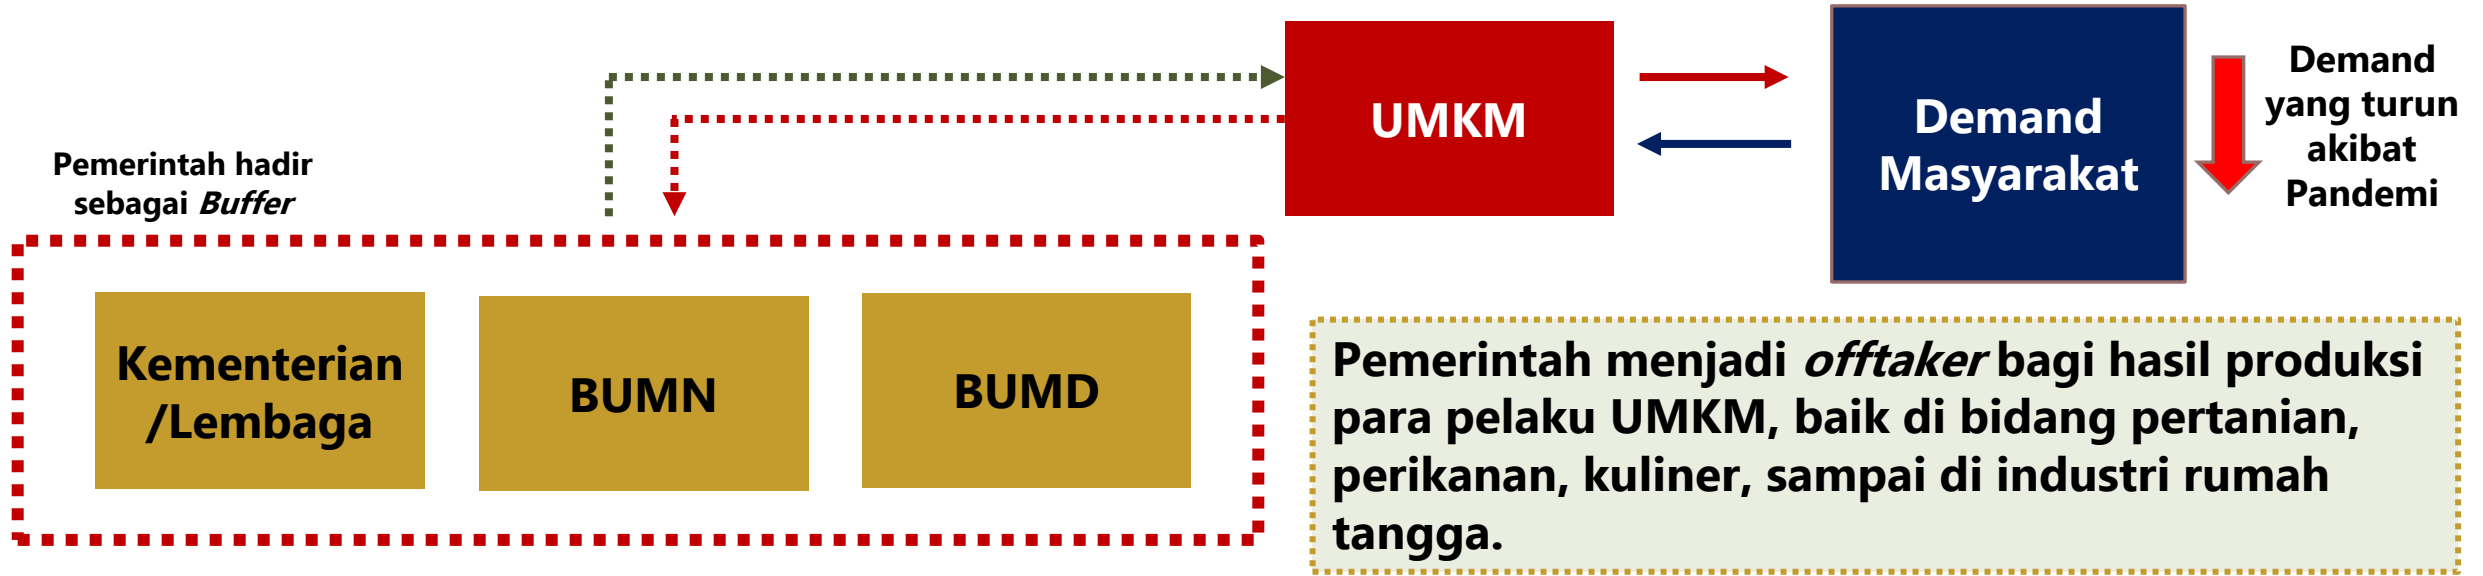 UMKM
Demand
Masyarakat
Demand
yang turun
akibat
Pandemi
Pemerintah hadir
sebagai Buffer
Kementerian
/Lembaga
BUMN
BUMD
Pemerintah menjadi offtaker bagi hasil produksi
para pelaku UMKM, baik di bidang pertanian,
perikanan, kuliner, sampai di industri rumah
tangga.